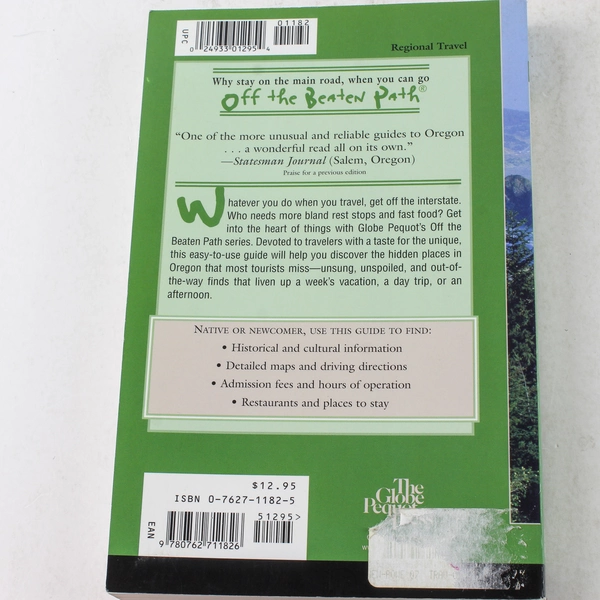 01182
UPC
0 24933 01295 4
Regional Travel
Why stay on the main road, when you can go
Off the Beaten Path®
“One of the more unusual and reliable guides to Oregon
. . . a wonderful read all on its own.”
—Statesman Journal (Salem, Oregon)
Praise for a previous edition
Whatever you do when you travel, get off the interstate.
Who needs more bland rest stops and fast food? Get
into the heart of things with Globe Pequot's Off the
Beaten Path series. Devoted to travelers with a taste for the unique,
this easy-to-use guide will help you discover the hidden places in
Oregon that most tourists miss—unsung, unspoiled, and out-of-
the-way finds that liven up a week's vacation, a day trip, or an
afternoon.
Native or newcomer, use this guide to find:
• Historical and cultural information
• Detailed maps and driving directions
• Admission fees and hours of operation
• Restaurants and places to stay
$12.95
ISBN 0-7627-1182-5
51295>
EAN
9 780762 711826
The
Globe
Pequot